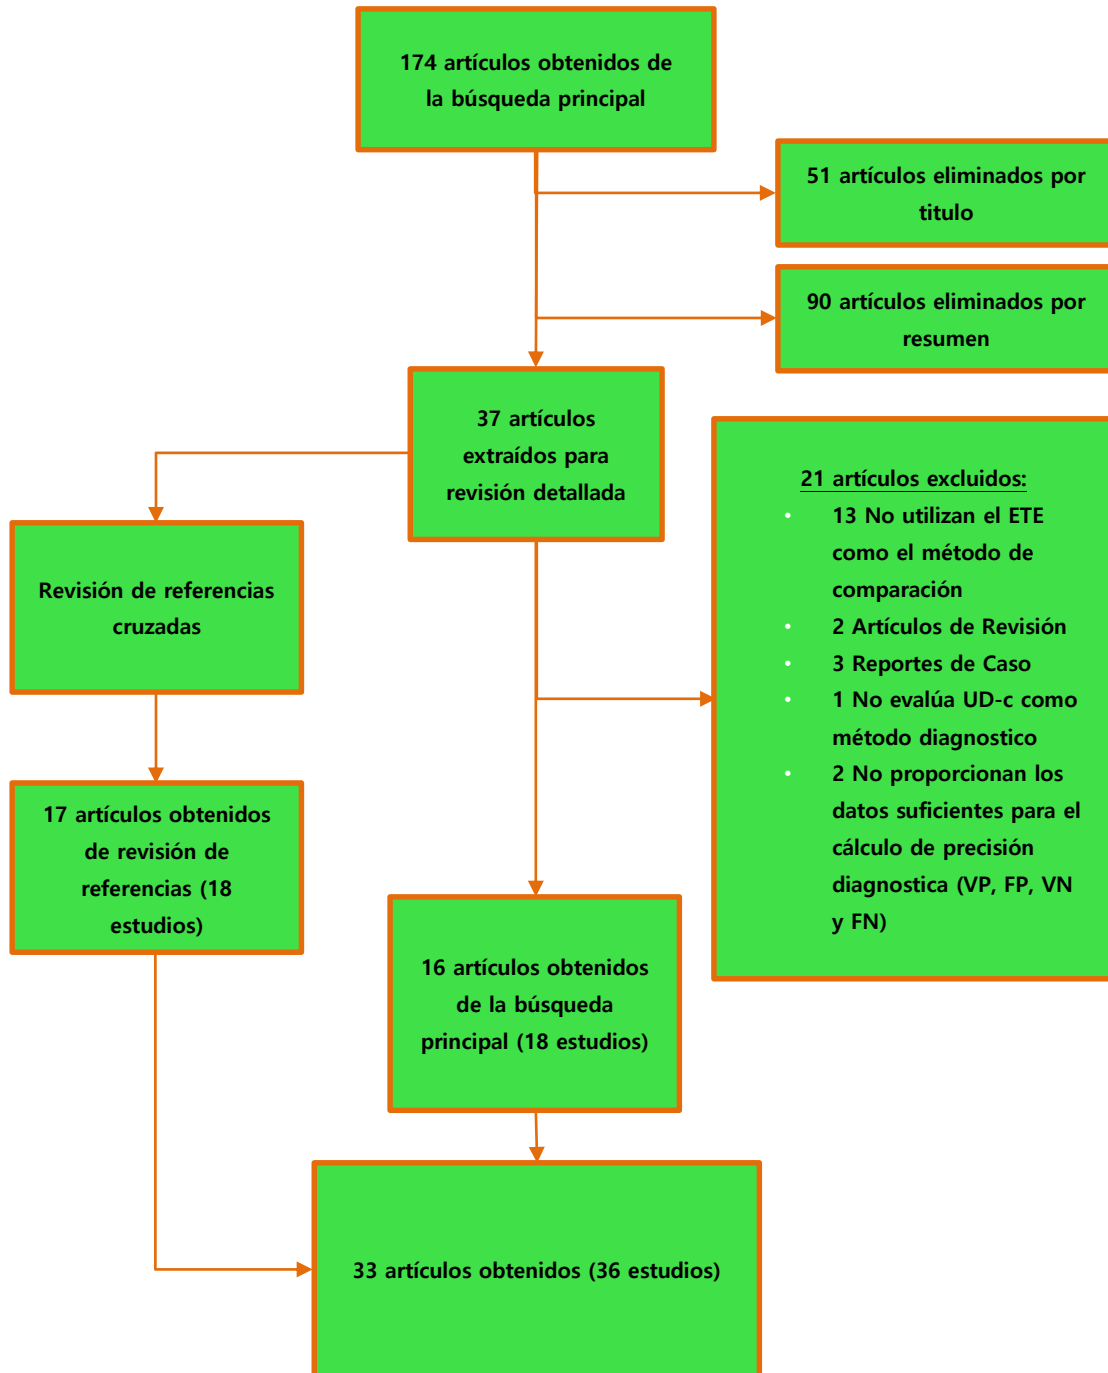 174 artículos obtenidos de
la búsqueda principal
51 artículos eliminados por
titulo
90 artículos eliminados por
resumen
37 artículos
extraídos para
revisión detallada
21 artículos excluidos:
• 13 No utilizan el ETE
como el método de
comparación
• 2 Artículos de Revisión
• 3 Reportes de Caso
• 1 No evalúa UD-c como
método diagnostico
• 2 No proporcionan los
datos suficientes para el
cálculo de precisión
diagnostica (VP, FP, VN
y FN)
Revisión de referencias
cruzadas
17 artículos obtenidos
de revisión de
referencias (18
estudios)
16 artículos obtenidos
de la búsqueda
principal (18 estudios)
33 artículos obtenidos (36 estudios)